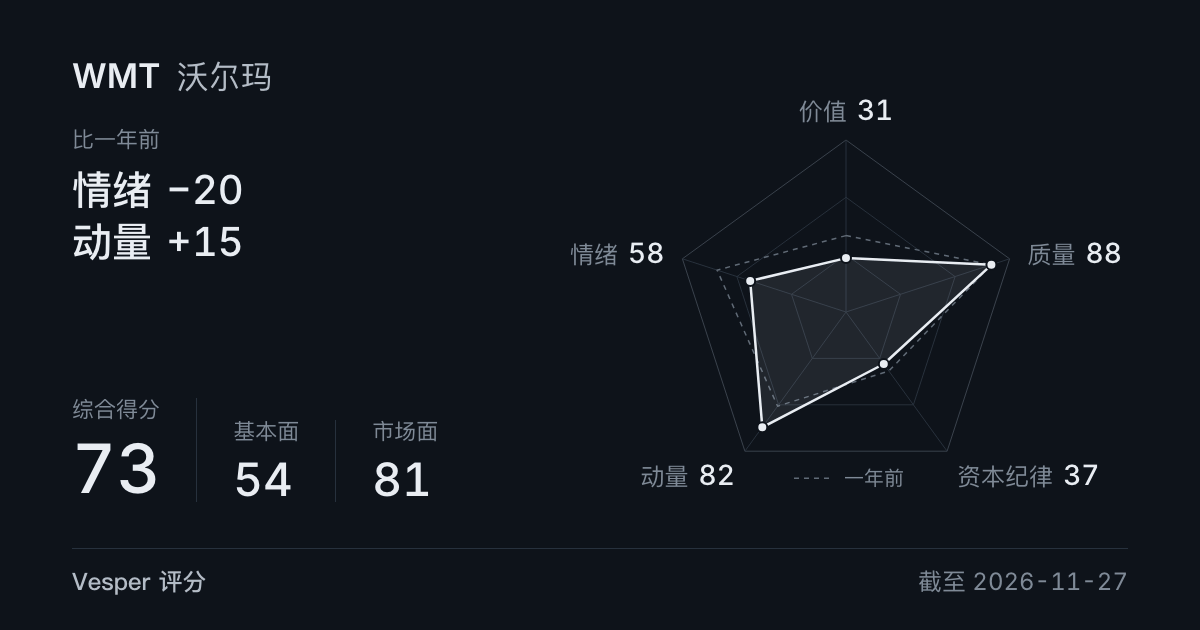 WMT 沃尔玛
比一年前
情绪 −20
动量 +15
价值 31
情绪 58
质量 88
动量 82
一年前
资本纪律 37
综合得分
73
基本面
54
市场面
81
Vesper 评分
截至 2026-11-27